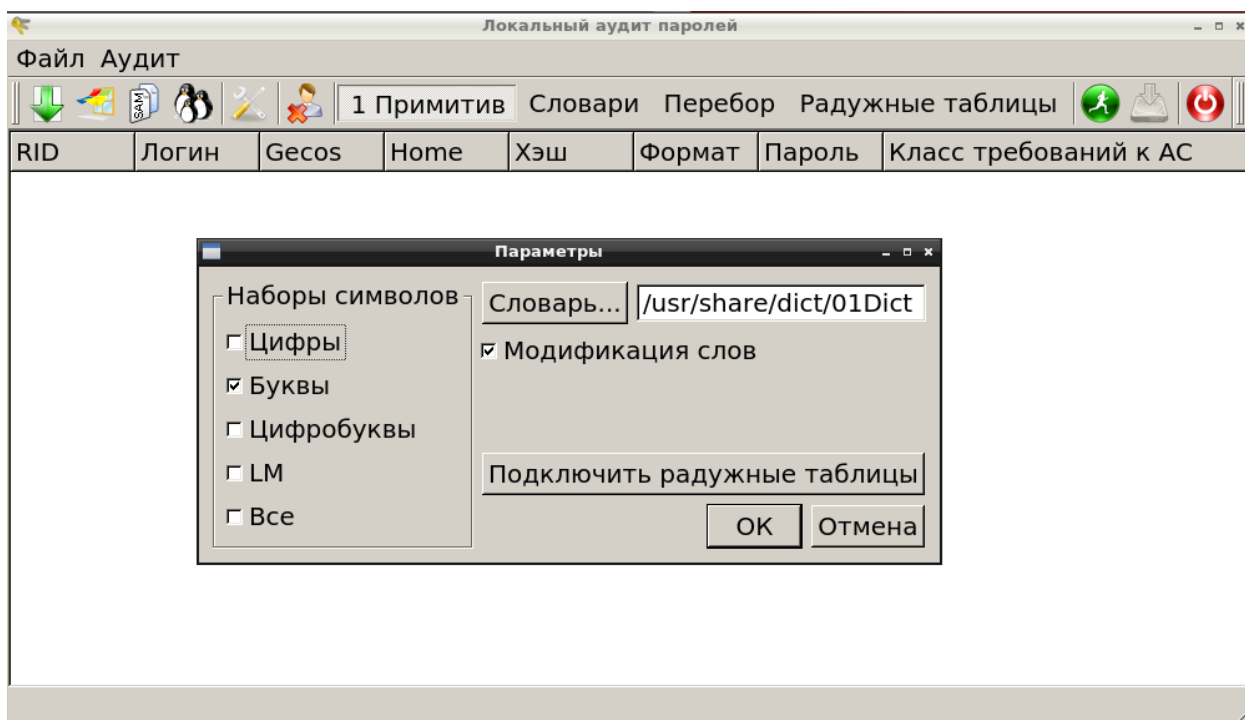 Локальный аудит паролей
Файл Аудит
SAM 1 Примитив Словари Перебор Радужные таблицы
RID Логин Gecos Home Хэш Формат Пароль Класс требований к АС
Параметры
Наборы символов
Словарь... /usr/share/dict/01Dict
Цифры
Модификация слов
Буквы
Цифробуквы
LM
Подключить радужные таблицы
Все
ОК Отмена